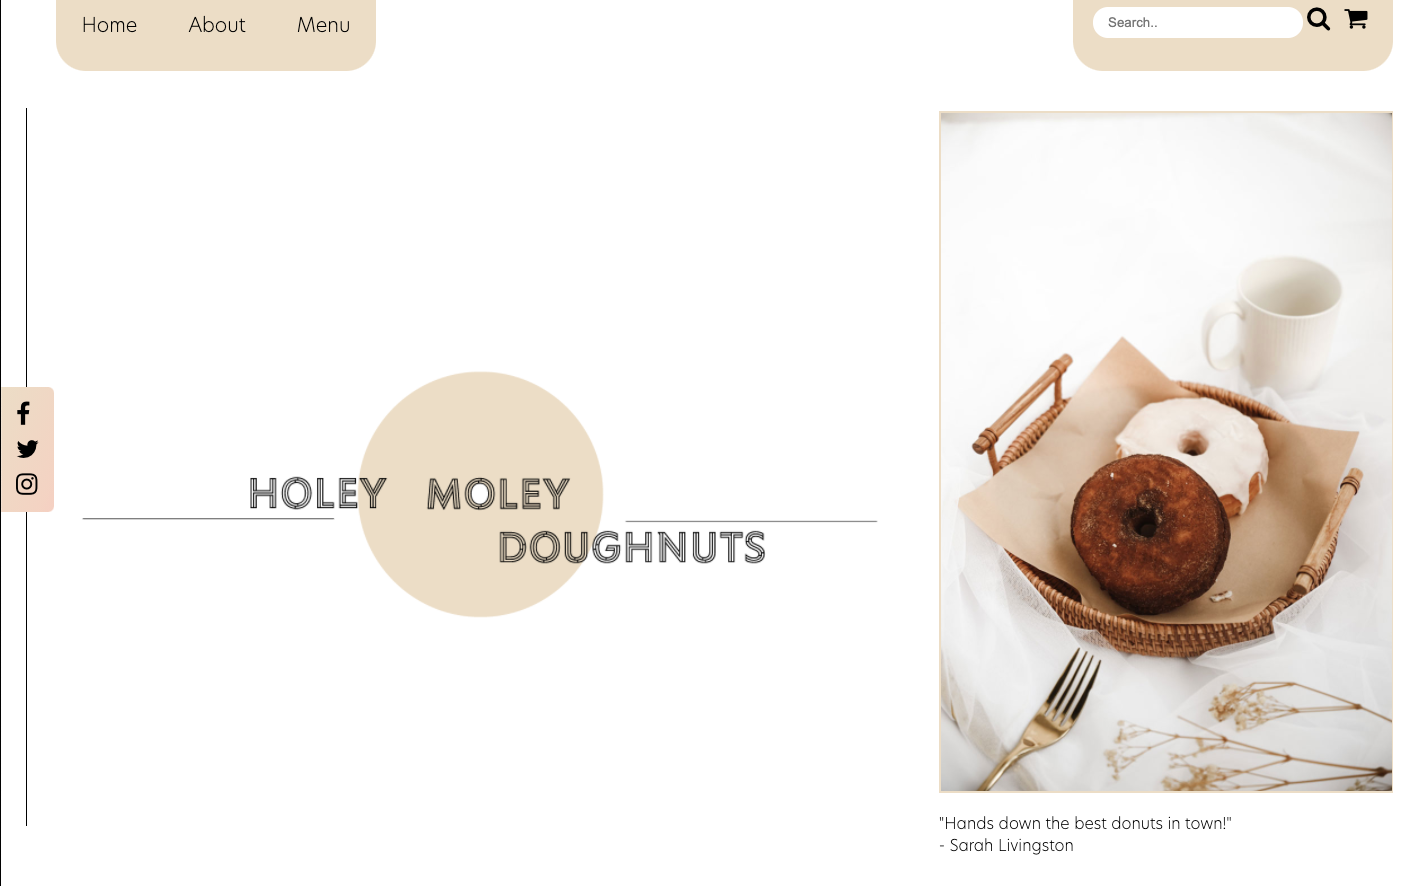 Home About Menu
Search..
HOLEY MOLEY
DOUGHNUTS
"Hands down the best donuts in town!"
- Sarah Livingston